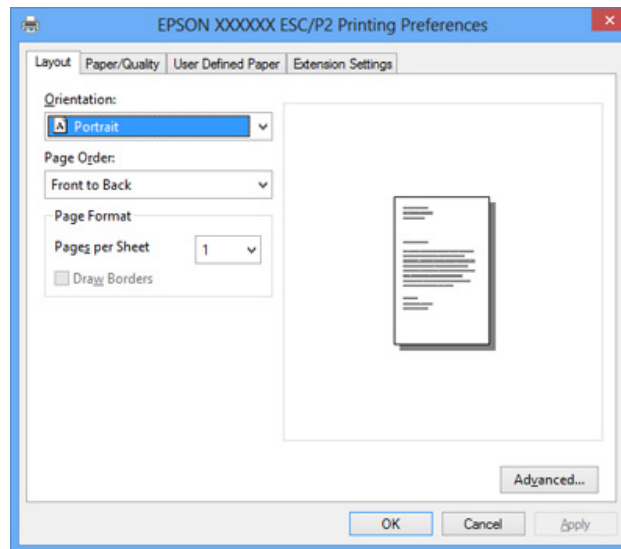 EPSON XXXXXX ESC/P2 Printing Preferences
Layout Paper/Quality User Defined Paper Extension Settings
Orientation:
A Portrait
Page Order:
Front to Back
Page Format
Pages per Sheet 1
Draw Borders
Advanced...
OK Cancel Apply